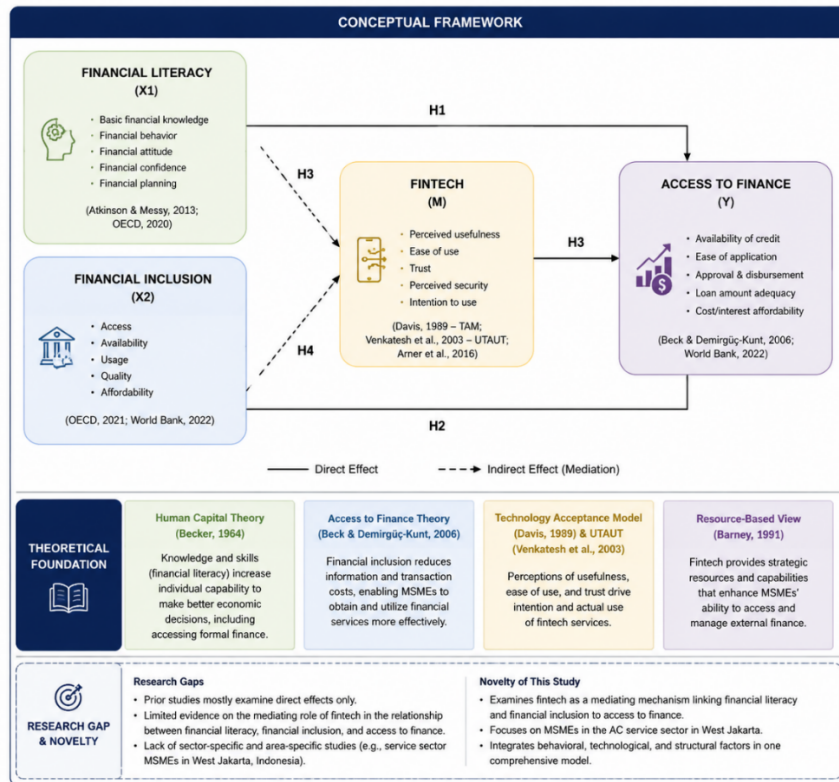 CONCEPTUAL FRAMEWORK
FINANCIAL LITERACY
(X1)
• Basic financial knowledge
• Financial behavior
• Financial attitude
• Financial confidence
• Financial planning
(Atkinson & Messy, 2013;
OECD, 2020)
H1
H3
FINTECH
(M)
• Perceived usefulness
• Ease of use
• Trust
• Perceived security
• Intention to use
(Davis, 1989 – TAM;
Venkatesh et al., 2003 – UTAUT;
Arner et al., 2016)
H3
ACCESS TO FINANCE
(Y)
• Availability of credit
• Ease of application
• Approval & disbursement
• Loan amount adequacy
• Cost/interest affordability
(Beck & Demirgüç-Kunt, 2006;
World Bank, 2022)
FINANCIAL INCLUSION
(X2)
• Access
• Availability
• Usage
• Quality
• Affordability
(OECD, 2021; World Bank, 2022)
H4
H2
Direct Effect
Indirect Effect (Mediation)
THEORETICAL
FOUNDATION
Human Capital Theory
(Becker, 1964)
Knowledge and skills
(financial literacy) increase
individual capability to
make better economic
decisions, including
accessing formal finance.
Access to Finance Theory
(Beck & Demirgüç-Kunt, 2006)
Financial inclusion reduces
information and transaction
costs, enabling MSMEs to
obtain and utilize financial
services more effectively.
Technology Acceptance Model
(Davis, 1989) & UTAUT
(Venkatesh et al., 2003)
Perceptions of usefulness,
ease of use, and trust drive
intention and actual use
of fintech services.
Resource-Based View
(Barney, 1991)
Fintech provides strategic
resources and capabilities
that enhance MSMEs'
ability to access and
manage external finance.
RESEARCH GAP
& NOVELTY
Research Gaps
• Prior studies mostly examine direct effects only.
• Limited evidence on the mediating role of fintech in the relationship
between financial literacy, financial inclusion, and access to finance.
• Lack of sector-specific and area-specific studies (e.g., service sector
MSMEs in West Jakarta, Indonesia).
Novelty of This Study
• Examines fintech as a mediating mechanism linking financial literacy
and financial inclusion to access to finance.
• Focuses on MSMEs in the AC service sector in West Jakarta.
• Integrates behavioral, technological, and structural factors in one
comprehensive model.